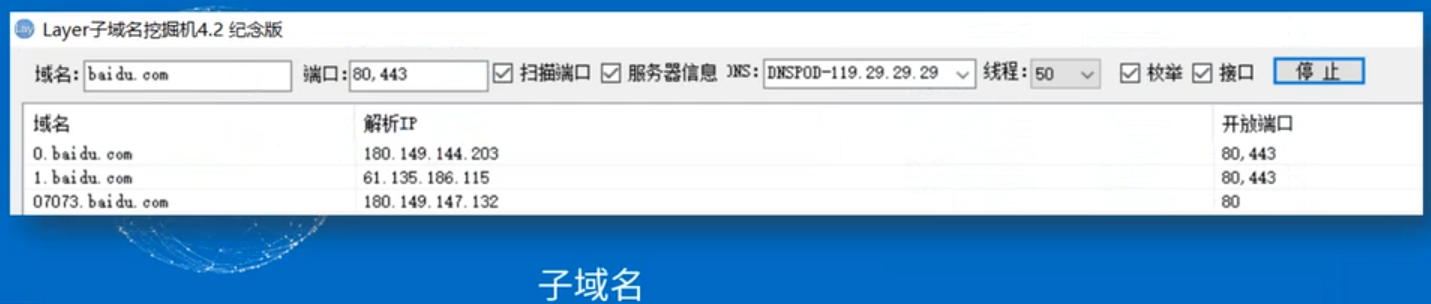 Lay Layer子域名挖掘机4.2 纪念版
域名: baidu.com 端口: 80,443 扫描端口 服务器信息 DNS: DNSPOD-119.29.29.29 线程: 50 枚举 接口 停止
域名 解析IP 开放端口
0.baidu.com 180.149.144.203 80,443
1.baidu.com 61.135.186.115 80,443
07073.baidu.com 180.149.147.132 80
子域名